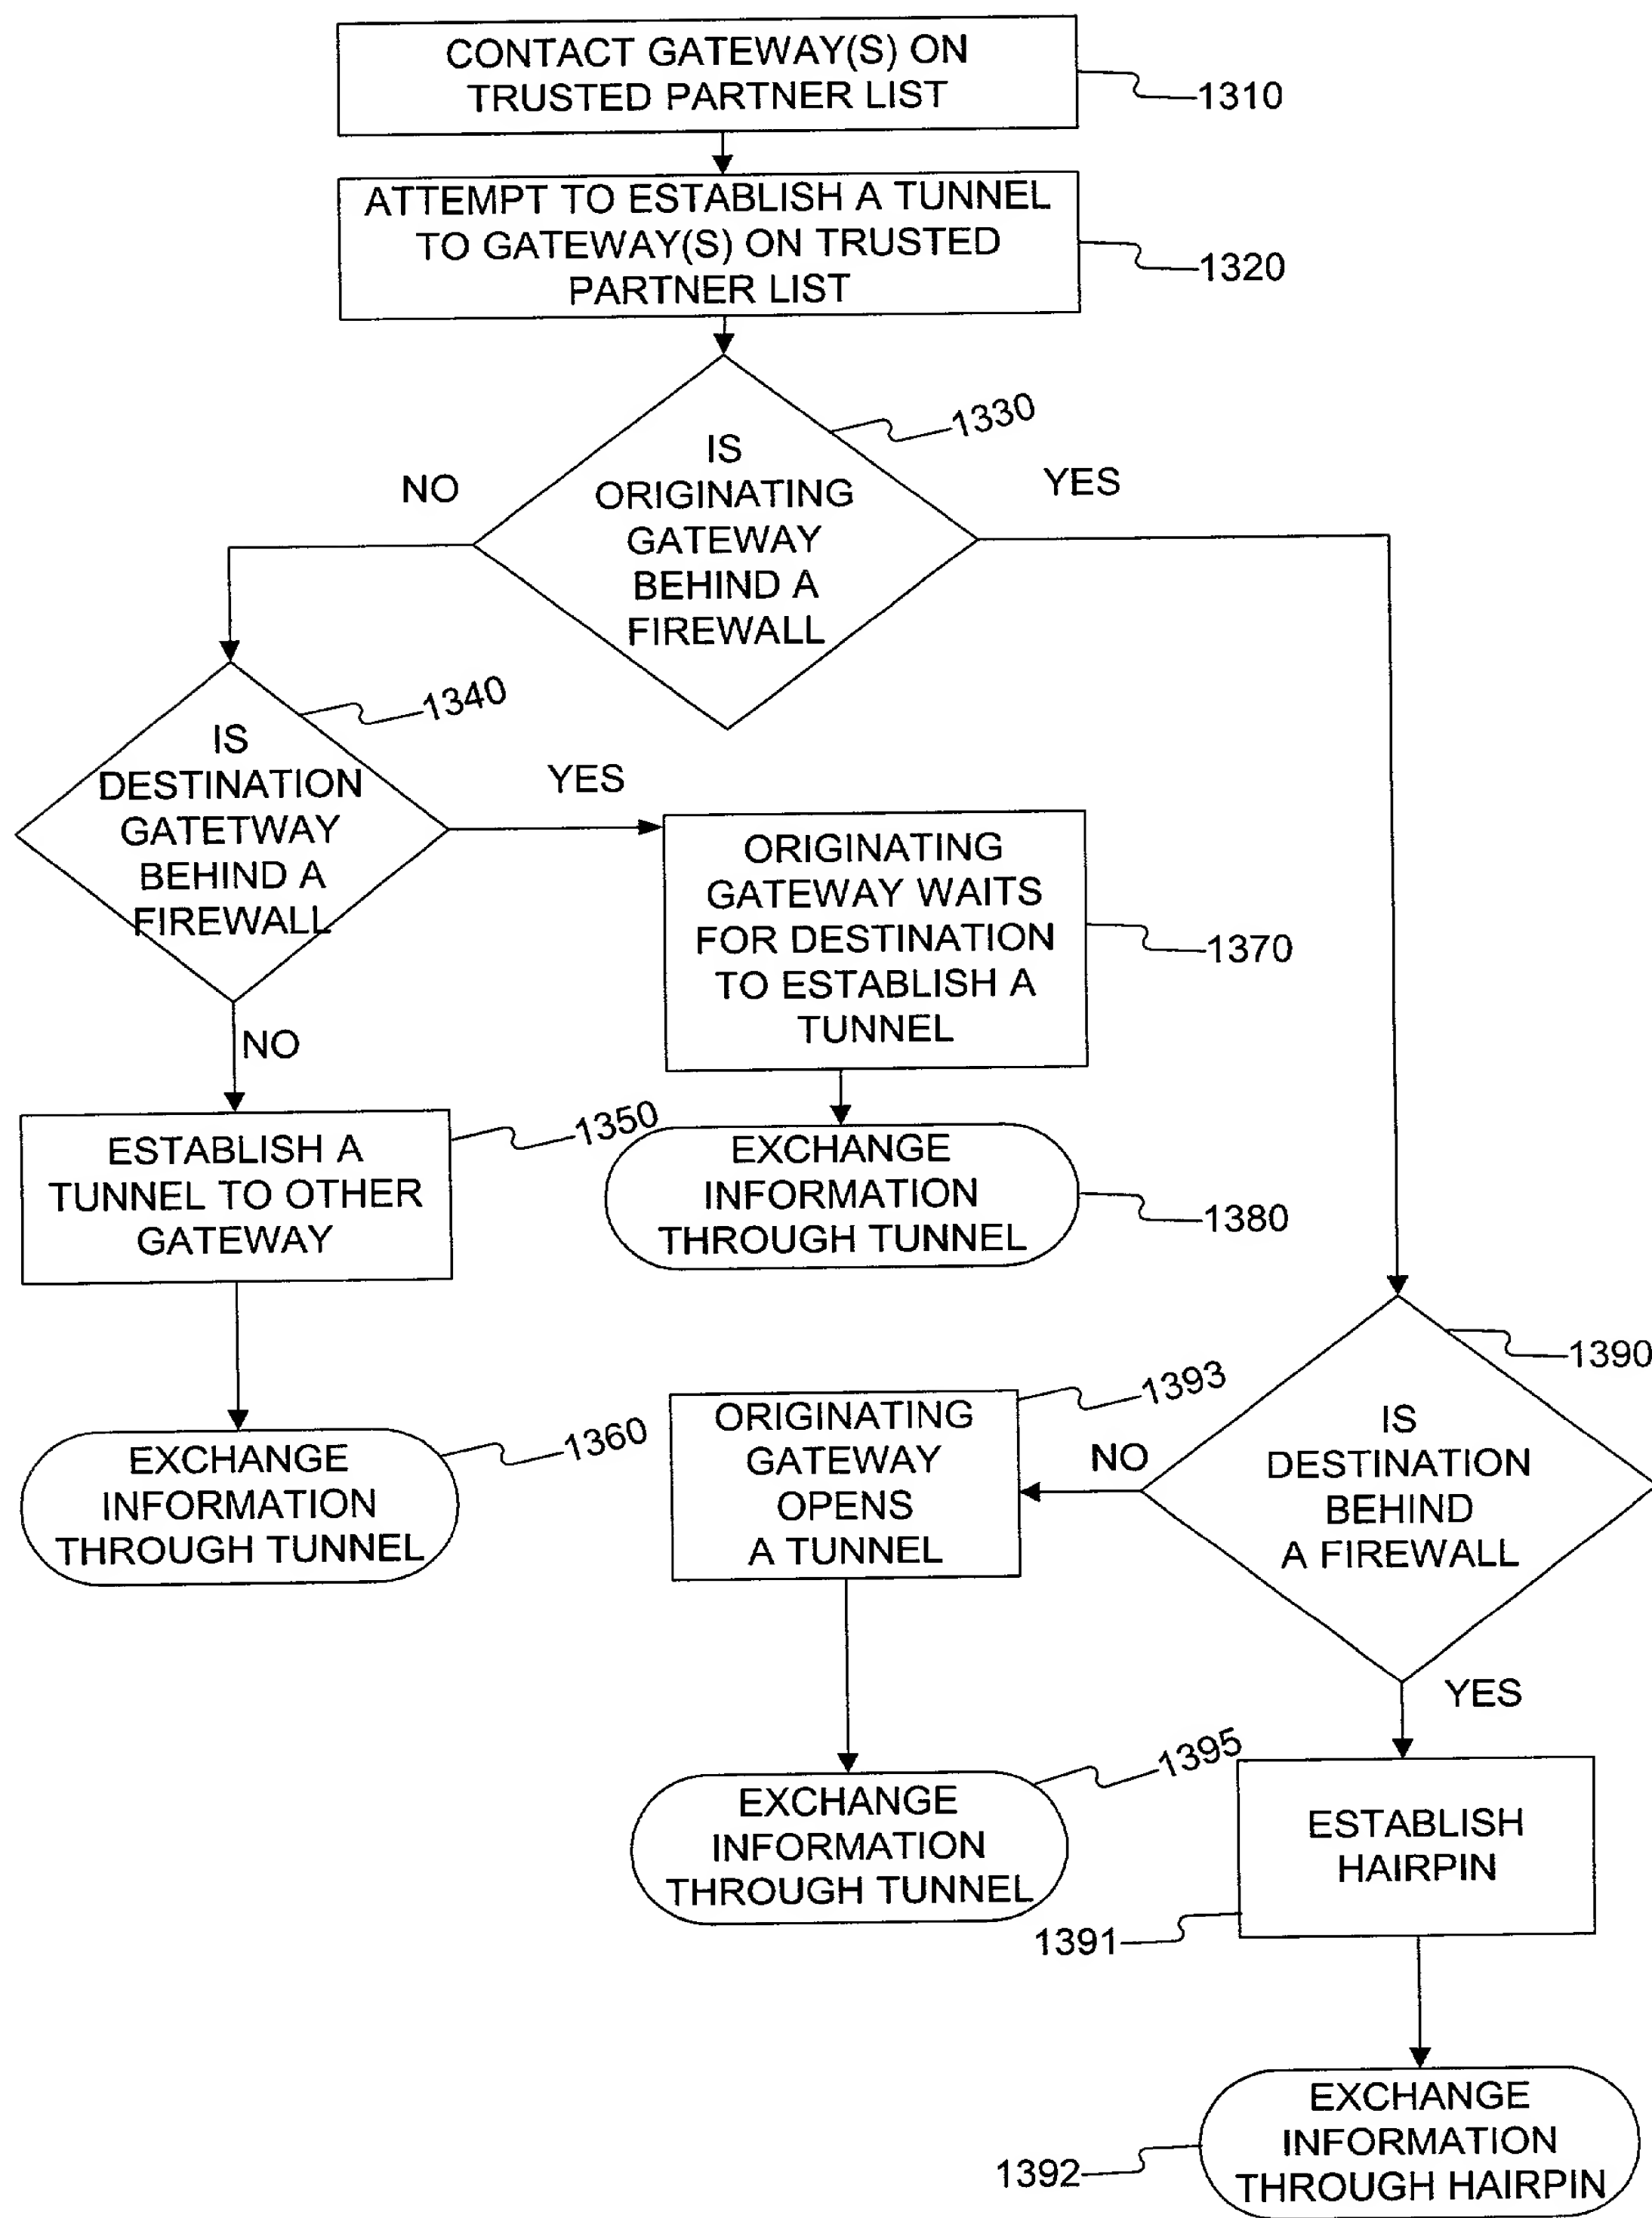 CONTACT GATEWAY(S) ON
TRUSTED PARTNER LIST
1310
ATTEMPT TO ESTABLISH A TUNNEL
TO GATEWAY(S) ON TRUSTED
PARTNER LIST
1320
1330
IS
ORIGINATING
GATEWAY
BEHIND A
FIREWALL
NO
YES
1340
IS
DESTINATION
GATETWAY
BEHIND A
FIREWALL
YES
NO
ORIGINATING
GATEWAY WAITS
FOR DESTINATION
TO ESTABLISH A
TUNNEL
1370
ESTABLISH A
TUNNEL TO OTHER
GATEWAY
1350
EXCHANGE
INFORMATION
THROUGH TUNNEL
1380
EXCHANGE
INFORMATION
THROUGH TUNNEL
1360
1390
IS
DESTINATION
BEHIND
A FIREWALL
NO
YES
1393
ORIGINATING
GATEWAY
OPENS
A TUNNEL
1395
EXCHANGE
INFORMATION
THROUGH TUNNEL
ESTABLISH
HAIRPIN
1391
EXCHANGE
INFORMATION
THROUGH HAIRPIN
1392